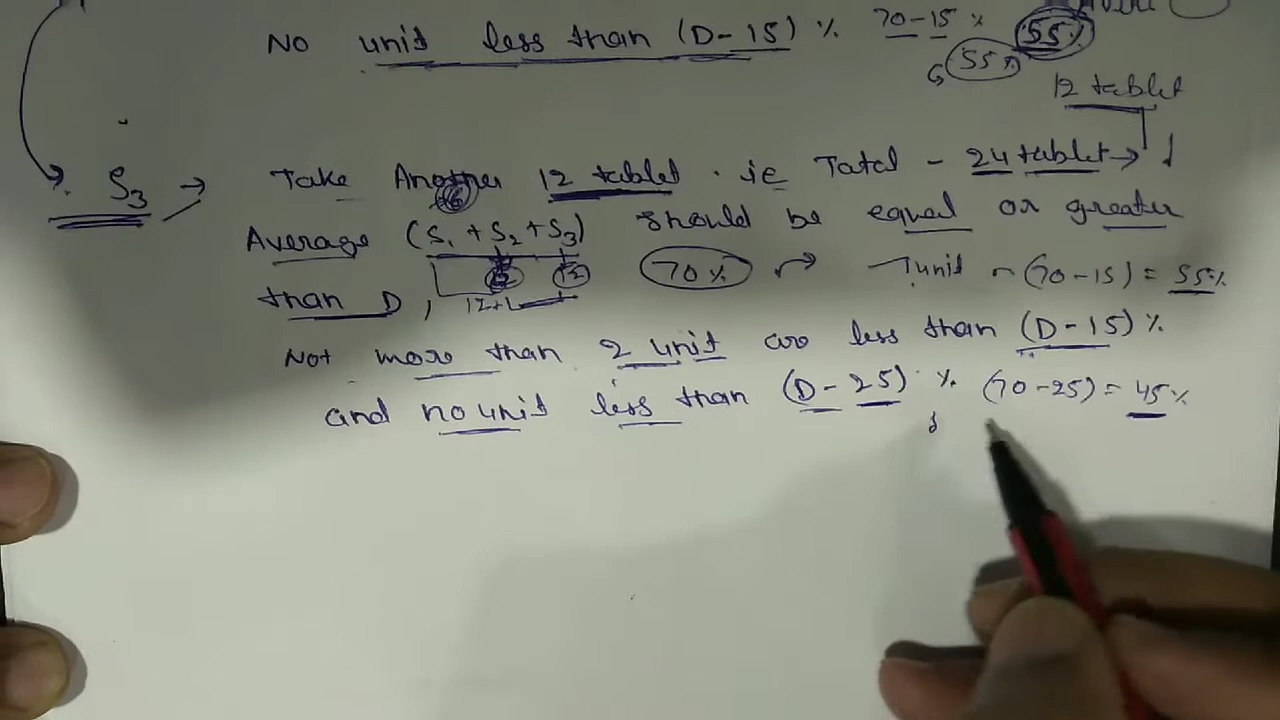 No unit less than (D-15) % 70-15 % 55%
55%
12 tablet
S3 → Take Another 12 tablet . ie Total - 24 tablet →
Average (S1 + S2 + S3) should be equal or greater
than D, 12+12 70% 1 unit (70-15) = 55%
Not more than 2 unit are less than (D-15) %
and no unit less than (D-25) % (70-25) = 45%